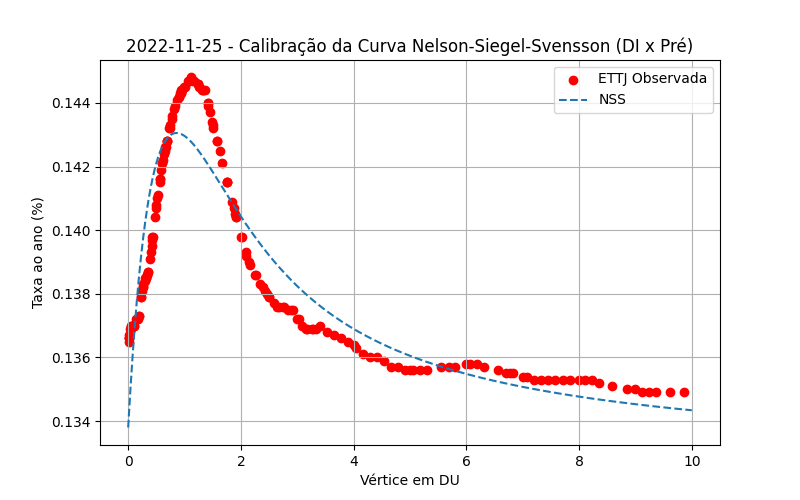 2022-11-25 - Calibração da Curva Nelson-Siegel-Svensson (DI x Pré)
ETTJ Observada
NSS
Taxa ao ano (%)
0.144
0.142
0.140
0.138
0.136
0.134
0 2 4 6 8 10
Vértice em DU